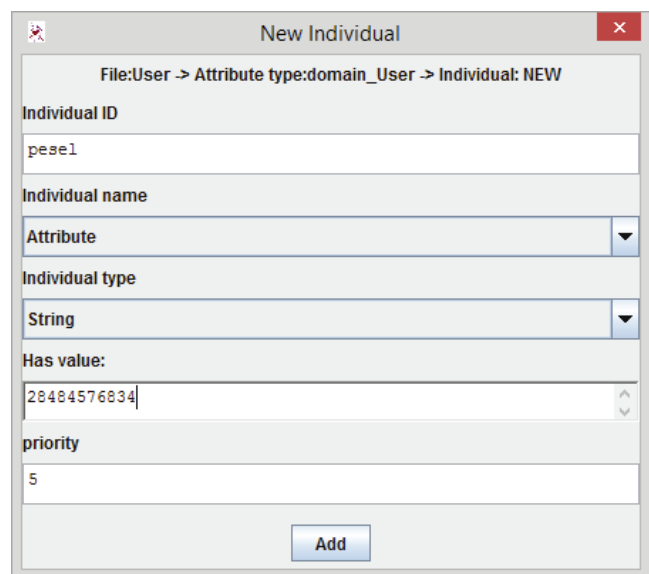 New Individual
File:User -> Attribute type:domain_User -> Individual: NEW
Individual ID
pesel
Individual name
Attribute
Individual type
String
Has value:
28484576834
priority
5
Add